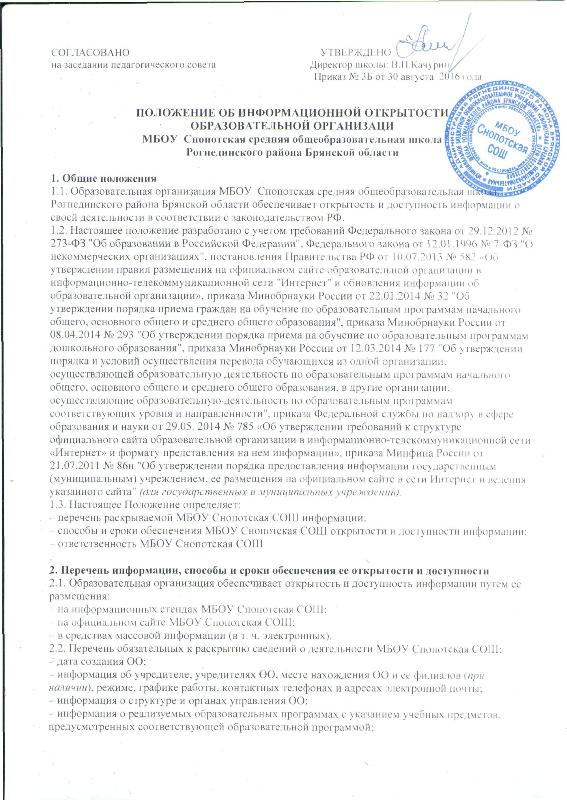 СОГЛАСОВАНО УТВЕРЖДЕНО
на заседании педагогического совета Директор школы: В.П.Качурин
Приказ № 3Б от 30 августа 2016 года
ПОЛОЖЕНИЕ ОБ ИНФОРМАЦИОННОЙ ОТКРЫТОСТИ
ОБРАЗОВАТЕЛЬНОЙ ОРГАНИЗАЦИ
МБОУ Снопотская средняя общеобразовательная школа
Рогнединского района Брянской области
МБОУ
Снопотская
СОШ
1. Общие положения
1.1. Образовательная организация МБОУ Снопотская средняя общеобразовательная
Рогнединского района Брянской области обеспечивает открытость и доступность информации о
своей деятельности в соответствии с законодательством РФ.
1.2. Настоящее положение разработано с учетом требований Федерального закона от 29.12.2012 №
273-ФЗ "Об образовании в Российской Федерации", Федерального закона от 12.01.1996 № 7-ФЗ "О
некоммерческих организациях", постановления Правительства РФ от 10.07.2013 № 582 «Об
утверждении правил размещения на официальном сайте образовательной организации в
информационно-телекоммуникационной сети "Интернет" и обновления информации об
образовательной организации», приказа Минобрнауки России от 22.01.2014 № 32 "Об
утверждении порядка приема граждан на обучение по образовательным программам начального
общего, основного общего и среднего общего образования", приказа Минобрнауки России от
08.04.2014 № 293 "Об утверждении порядка приема на обучение по образовательным программам
дошкольного образования", приказа Минобрнауки России от 12.03.2014 № 177 "Об утверждении
порядка и условий осуществления перевода обучающихся из одной организации,
осуществляющей образовательную деятельность по образовательным программам начального
общего, основного общего и среднего общего образования, в другие организации,
осуществляющие образовательную деятельность по образовательным программам
соответствующих уровня и направленности", приказа Федеральной службы по надзору в сфере
образования и науки от 29.05. 2014 № 785 «Об утверждении требований к структуре
официального сайта образовательной организации в информационно-телекоммуникационной сети
«Интернет» и формату представления на нем информации», приказа Минфина России от
21.07.2011 № 86н "Об утверждении порядка предоставления информации государственным
(муниципальным) учреждением, ее размещения на официальном сайте в сети Интернет и ведения
указанного сайта" (для государственных и муниципальных учреждений).
1.3. Настоящее Положение определяет:
– перечень раскрываемой МБОУ Снопотская СОШ информации;
– способы и сроки обеспечения МБОУ Снопотская СОШ открытости и доступности информации;
– ответственность МБОУ Снопотская СОШ
2. Перечень информации, способы и сроки обеспечения ее открытости и доступности
2.1. Образовательная организация обеспечивает открытость и доступность информации путем ее
размещения:
– на информационных стендах МБОУ Снопотская СОШ;
– на официальном сайте МБОУ Снопотская СОШ;
– в средствах массовой информации (в т. ч. электронных).
2.2. Перечень обязательных к раскрытию сведений о деятельности МБОУ Снопотская СОШ:
– дата создания ОО;
– информация об учредителе, учредителях ОО, месте нахождения ОО и ее филиалов (при
наличии), режиме, графике работы, контактных телефонах и адресах электронной почты;
– информация о структуре и органах управления ОО;
– информация о реализуемых образовательных программах с указанием учебных предметов,
предусмотренных соответствующей образовательной программой;